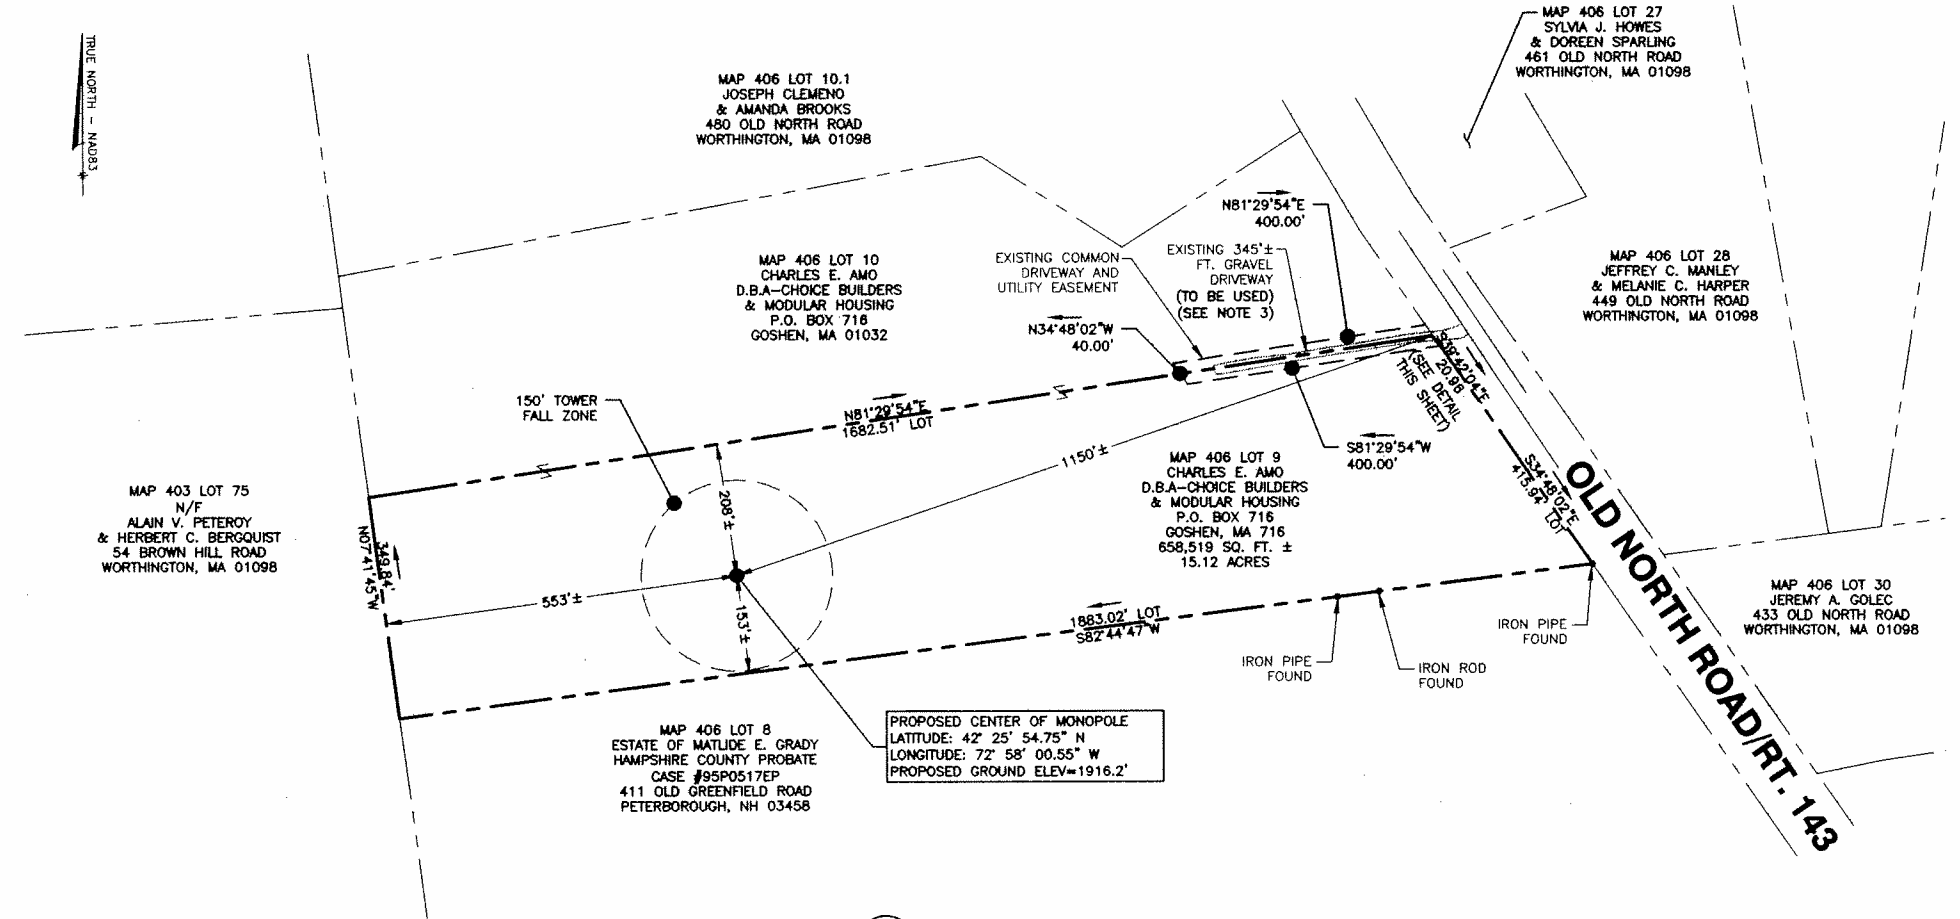 TRUE NORTH - NAD83
MAP 406 LOT 10.1
JOSEPH CLEMENO
& AMANDA BROOKS
480 OLD NORTH ROAD
WORTHINGTON, MA 01098
MAP 406 LOT 27
SYLVIA J. HOWES
& DOREEN SPARLING
461 OLD NORTH ROAD
WORTHINGTON, MA 01098
N81°29'54"E
400.00'
MAP 406 LOT 10
CHARLES E. AMO
D.B.A-CHOICE BUILDERS
& MODULAR HOUSING
P.O. BOX 716
GOSHEN, MA 01032
EXISTING COMMON
DRIVEWAY AND
UTILITY EASEMENT
EXISTING 345'±
FT. GRAVEL
DRIVEWAY
(TO BE USED)
(SEE NOTE 3)
MAP 406 LOT 28
JEFFREY C. MANLEY
& MELANIE C. HARPER
449 OLD NORTH ROAD
WORTHINGTON, MA 01098
N34°48'02"W
40.00'
S39°42'04"E
20.96
(SEE DETAIL
THIS SHEET)
150' TOWER
FALL ZONE
N81°29'54"E
1682.51' LOT
1150'±
S81°29'54"W
400.00'
MAP 406 LOT 9
CHARLES E. AMO
D.B.A-CHOICE BUILDERS
& MODULAR HOUSING
P.O. BOX 716
GOSHEN, MA 716
658,519 SQ. FT. ±
15.12 ACRES
S34°48'02"E
415.94' LOT
OLD NORTH ROAD/RT. 143
MAP 403 LOT 75
N/F
ALAIN V. PETEROY
& HERBERT C. BERGQUIST
54 BROWN HILL ROAD
WORTHINGTON, MA 01098
349.84'
N07°41'45"W
208'±
553'±
153'±
1883.02' LOT
S82°44'47"W
IRON PIPE
FOUND
IRON ROD
FOUND
IRON PIPE
FOUND
MAP 406 LOT 30
JEREMY A. GOLEC
433 OLD NORTH ROAD
WORTHINGTON, MA 01098
MAP 406 LOT 8
ESTATE OF MATLIDE E. GRADY
HAMPSHIRE COUNTY PROBATE
CASE #95P0517EP
411 OLD GREENFIELD ROAD
PETERBOROUGH, NH 03458
PROPOSED CENTER OF MONOPOLE
LATITUDE: 42° 25' 54.75" N
LONGITUDE: 72° 58' 00.55" W
PROPOSED GROUND ELEV=1916.2'